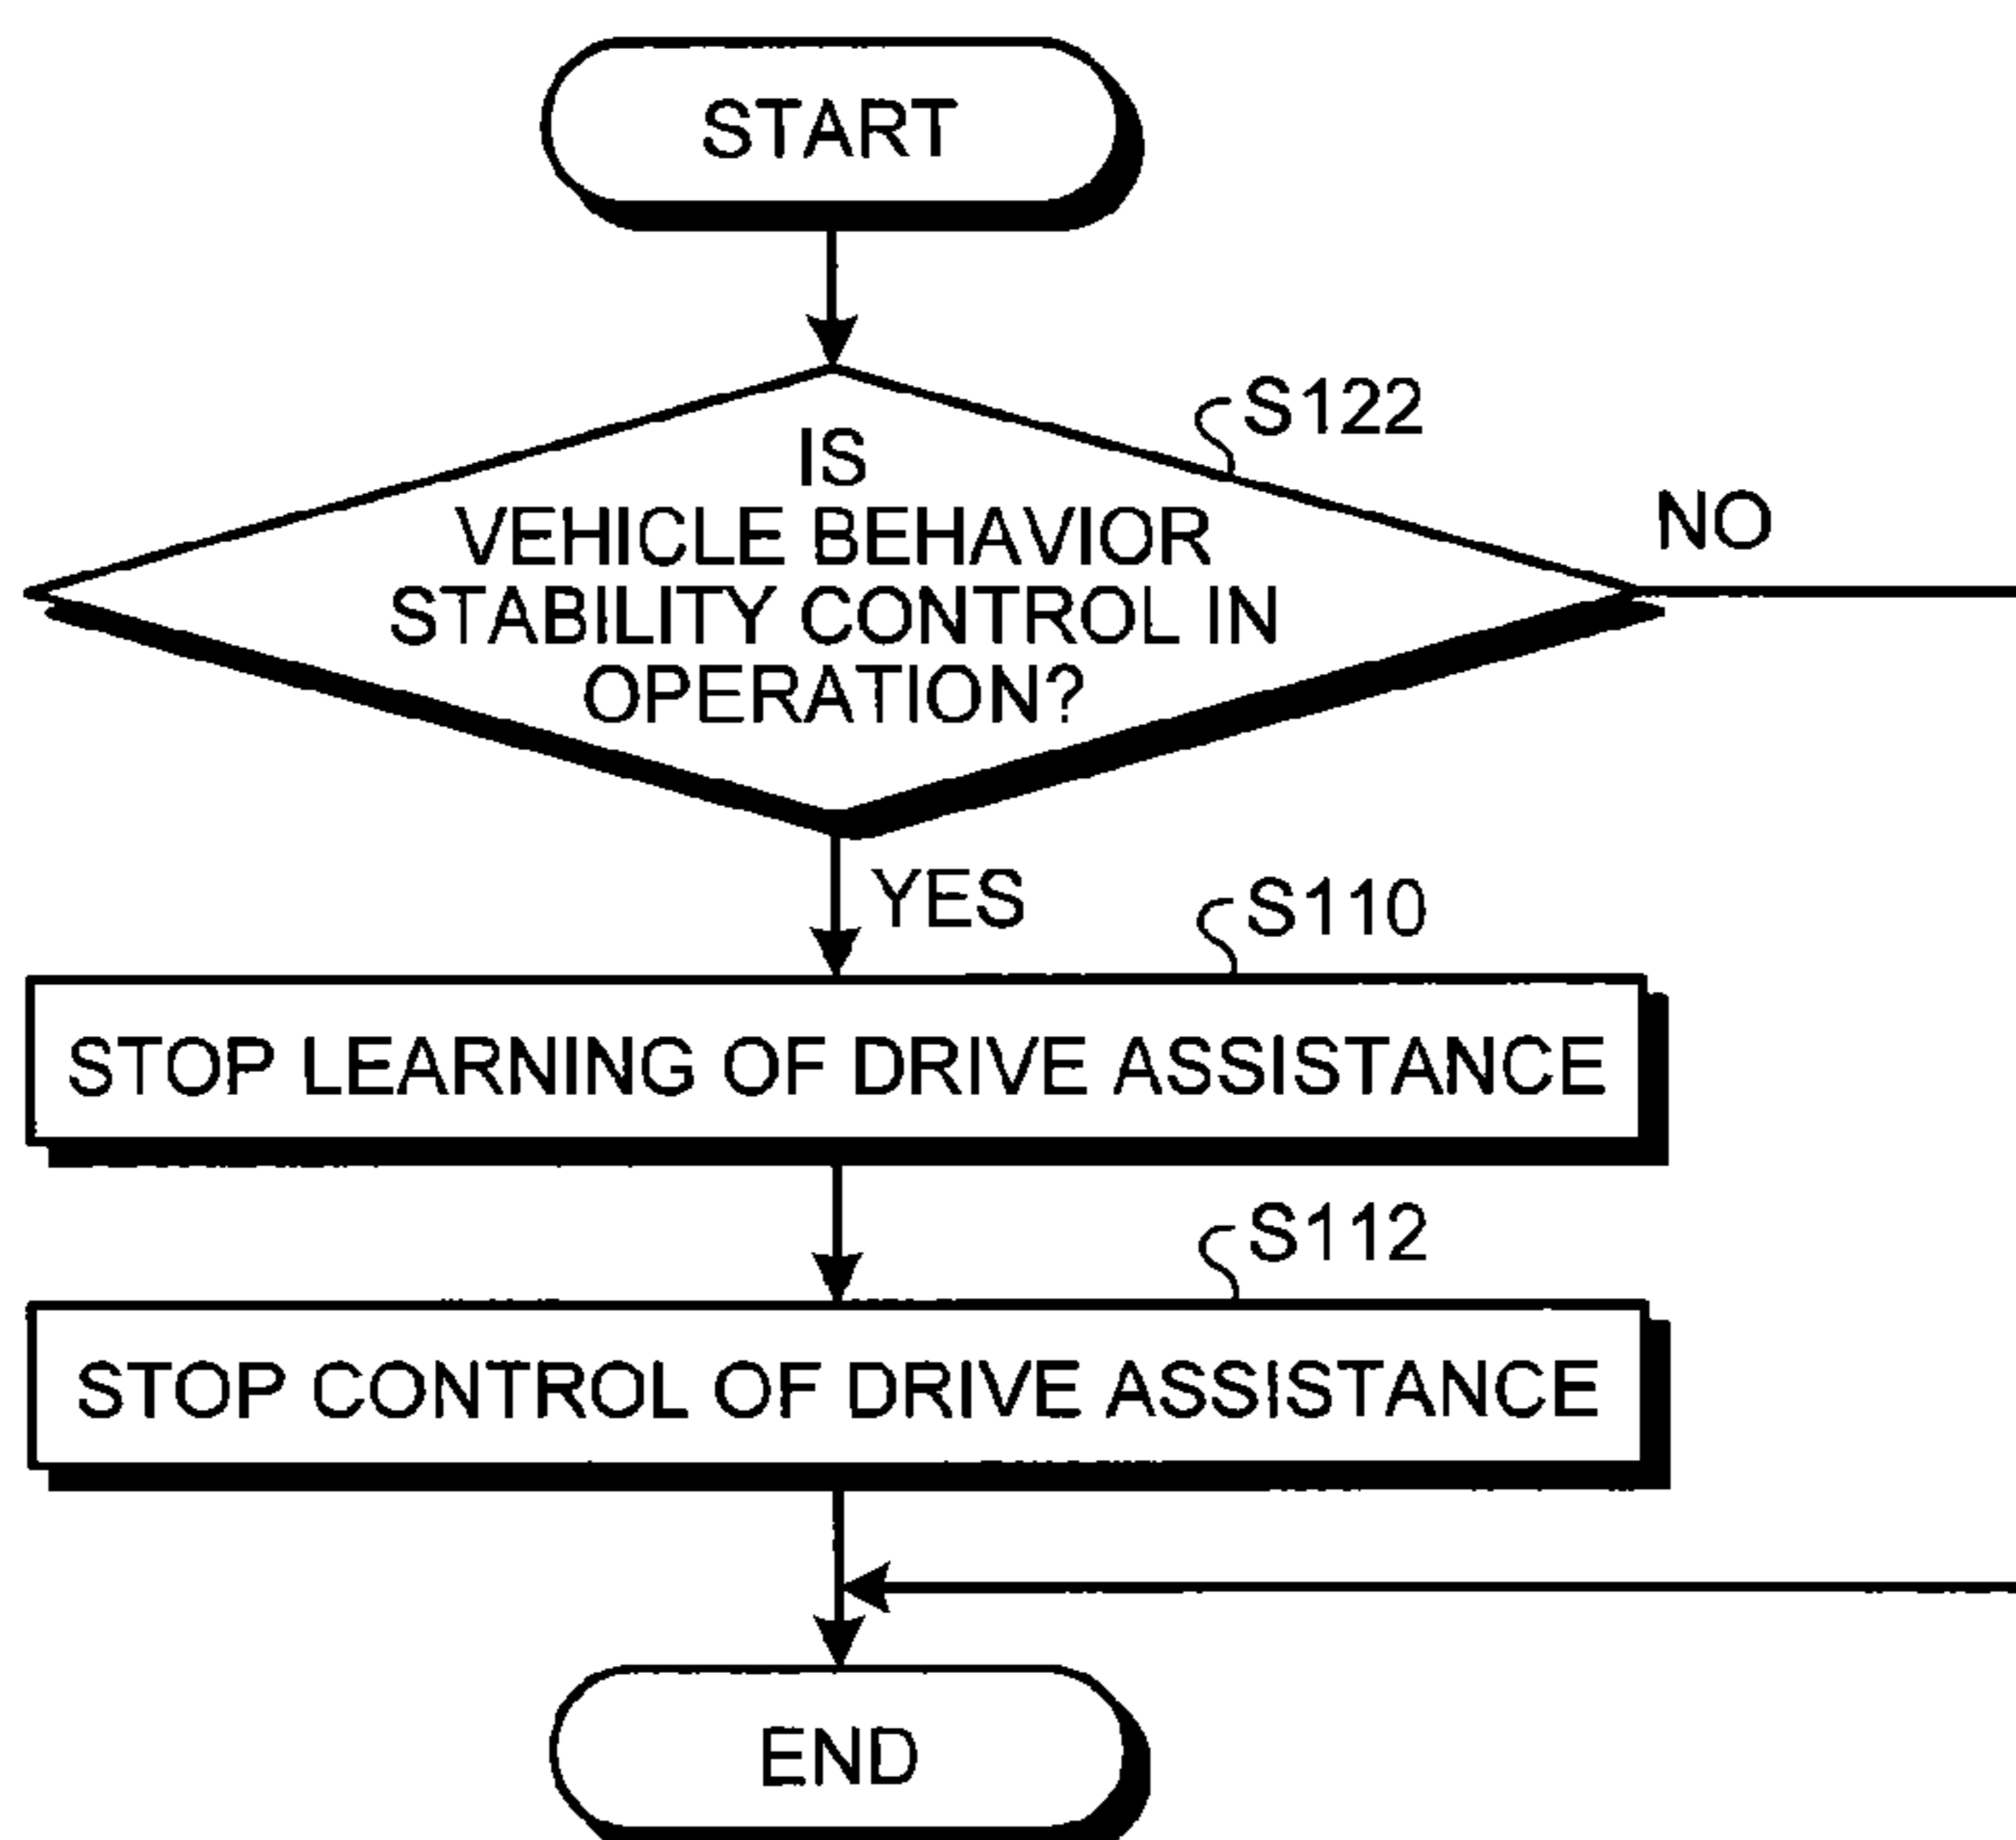 START
S122
IS
VEHICLE BEHAVIOR
STABILITY CONTROL IN
OPERATION?
NO
YES
S110
STOP LEARNING OF DRIVE ASSISTANCE
S112
STOP CONTROL OF DRIVE ASSISTANCE
END